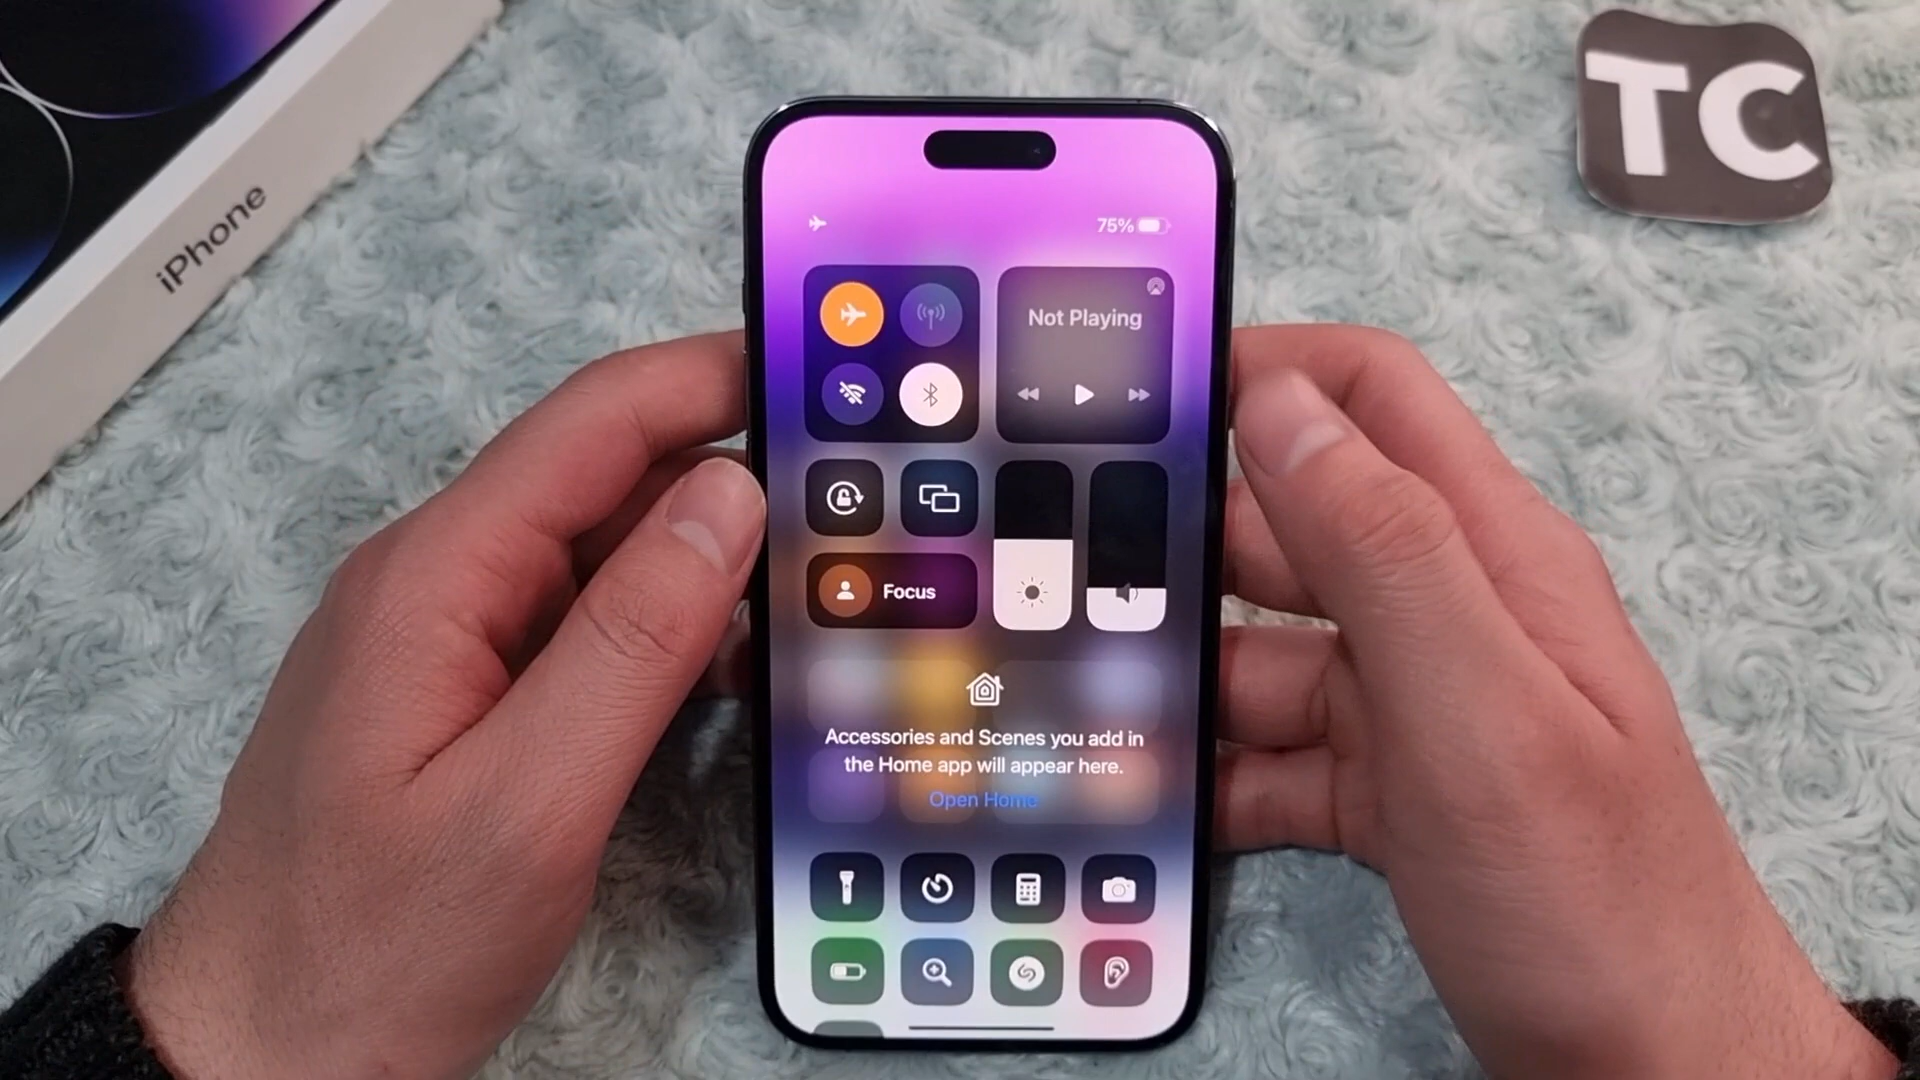 iPhone
TC
75%
Not Playing
Focus
Accessories and Scenes you add in
the Home app will appear here.
Open Home